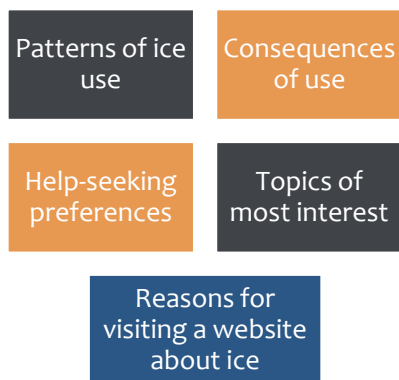 Patterns of ice
use
Consequences
of use
Help-seeking
preferences
Topics of
most interest
Reasons for
visiting a website
about ice